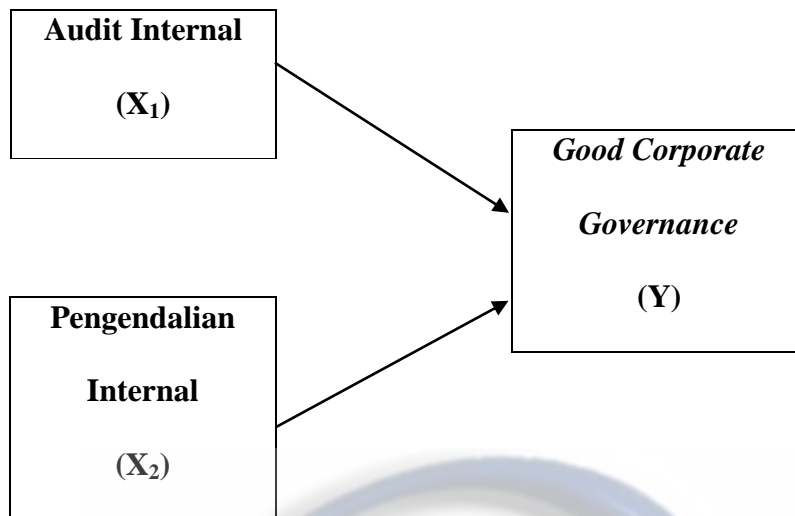 Audit Internal
(X₁)
Good Corporate
Governance
(Y)
Pengendalian
Internal
(X₂)